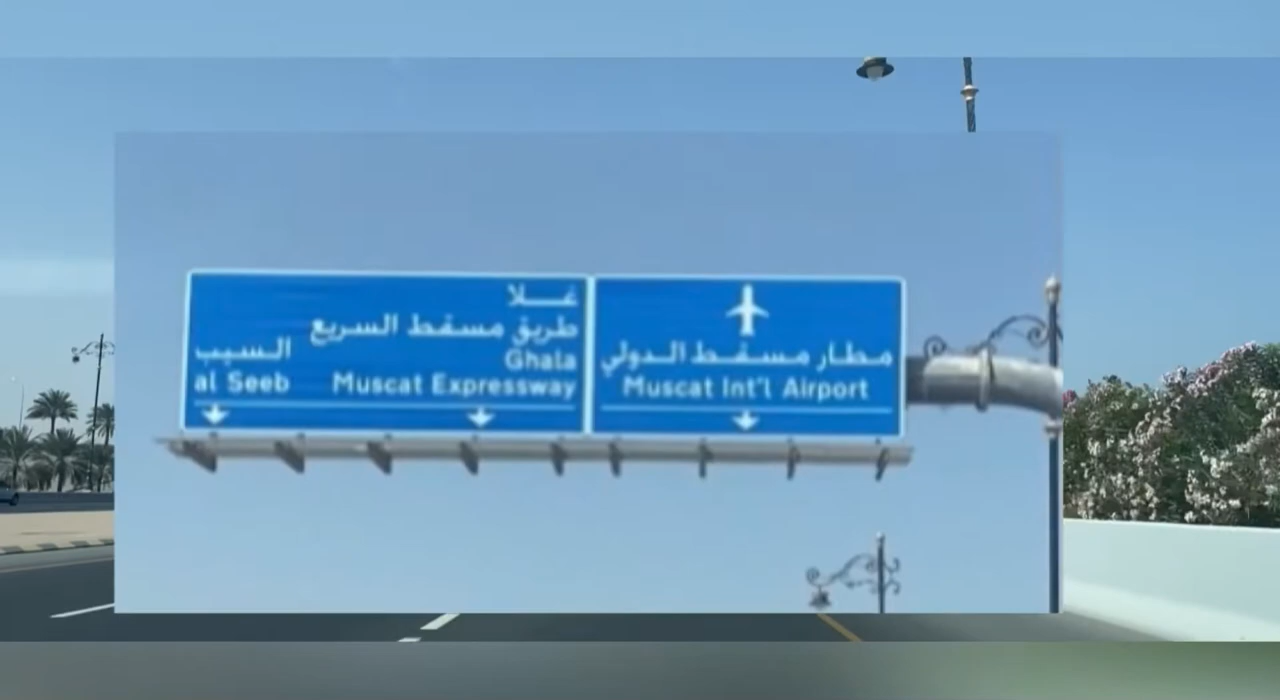 غلا
طريق مسقط السريع
السيب
Ghala
al Seeb
Muscat Expressway
مطار مسقط الدولي
Muscat Int'l Airport